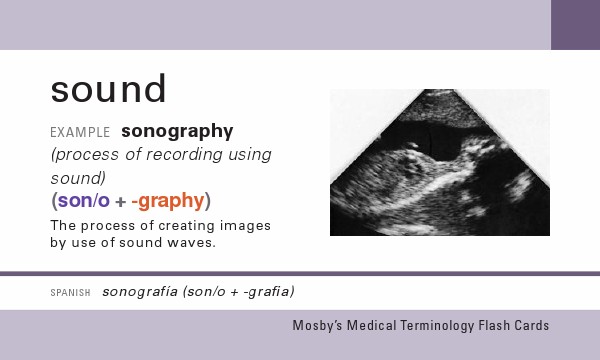 sound
EXAMPLE sonography
(process of recording using
sound)
(son/o + -graphy)
The process of creating images
by use of sound waves.
SPANISH sonografía (son/o + -grafía)
Mosby's Medical Terminology Flash Cards